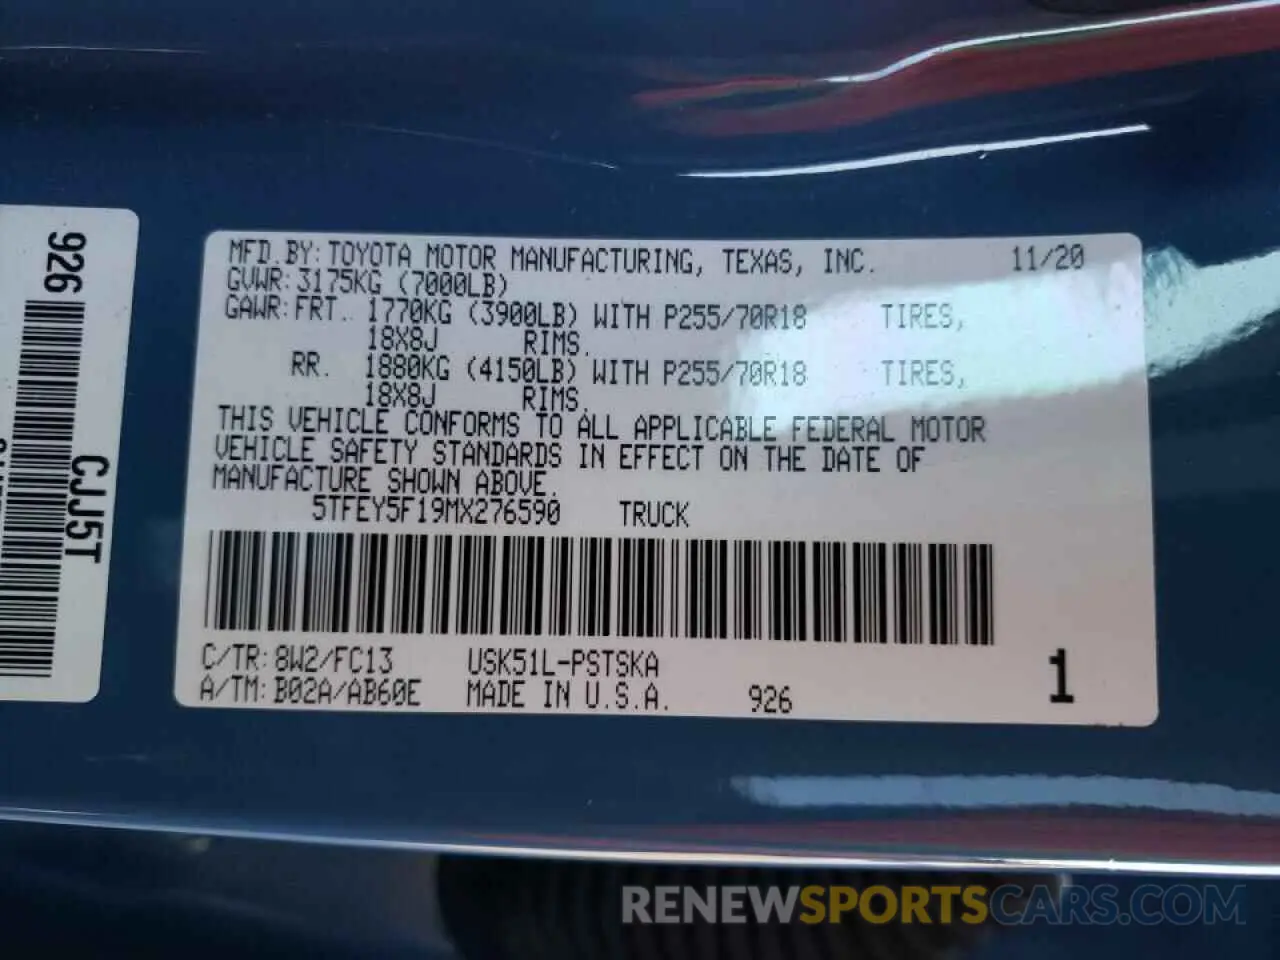 926
CJJ5T
MFD.BY:TOYOTA MOTOR MANUFACTURING, TEXAS, INC. 11/20
GVWR:3175KG (7000LB)
GAWR:FRT. 1770KG (3900LB) WITH P255/70R18 TIRES,
18X8J RIMS,
RR. 1880KG (4150LB) WITH P255/70R18 TIRES,
18X8J RIMS,
THIS VEHICLE CONFORMS TO ALL APPLICABLE FEDERAL MOTOR
VEHICLE SAFETY STANDARDS IN EFFECT ON THE DATE OF
MANUFACTURE SHOWN ABOVE.
5TFEY5F19MX276590 TRUCK
C/TR:8W2/FC13 USK51L-PSTSKA
A/TM:B02A/AB60E MADE IN U.S.A. 926
1
RENEWSPORTSCARS.COM